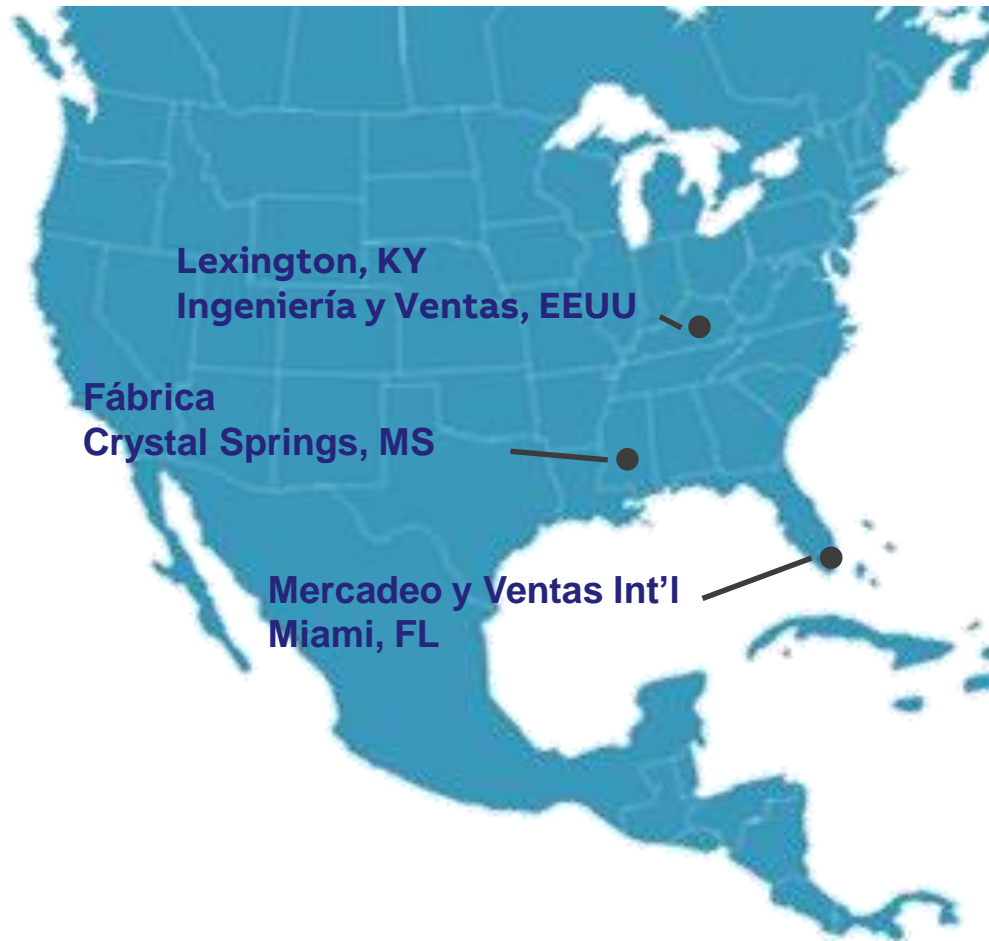 Lexington, KY
Ingeniería y Ventas, EEUU
Fábrica
Crystal Springs, MS
Mercadeo y Ventas Int’l
Miami, FL